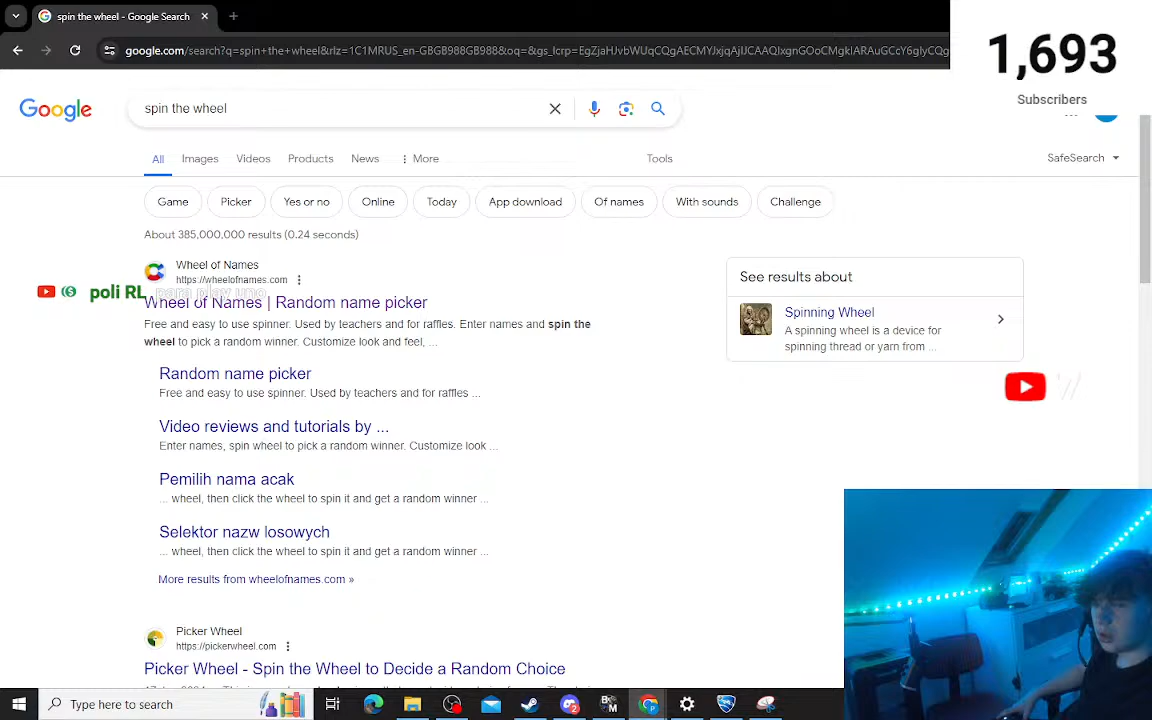 spin the wheel - Google Search
google.com/search?q=spin+the+wheel&rlz=1C1MRUS_en-GBGB988GB988&oq=&gs_lcrp=
1,693
Subscribers
Google
spin the wheel
All Images Videos Products News More Tools SafeSearch
Game Picker Yes or no Online Today App download Of names With sounds Challenge
About 385,000,000 results (0.24 seconds)
Wheel of Names
https://wheelofnames.com
poli RL para play uno
Wheel of Names | Random name picker
Free and easy to use spinner. Used by teachers and for raffles. Enter names and spin the
wheel to pick a random winner. Customize look and feel, ...
Random name picker
Free and easy to use spinner. Used by teachers and for raffles ...
Video reviews and tutorials by ...
Enter names, spin wheel to pick a random winner. Customize look ...
Pemilih nama acak
... wheel, then click the wheel to spin it and get a random winner ...
Selektor nazw losowych
... wheel, then click the wheel to spin it and get a random winner ...
More results from wheelofnames.com »
Picker Wheel
https://pickerwheel.com
Picker Wheel - Spin the Wheel to Decide a Random Choice
See results about
Spinning Wheel
A spinning wheel is a device for
spinning thread or yarn from ...
Type here to search